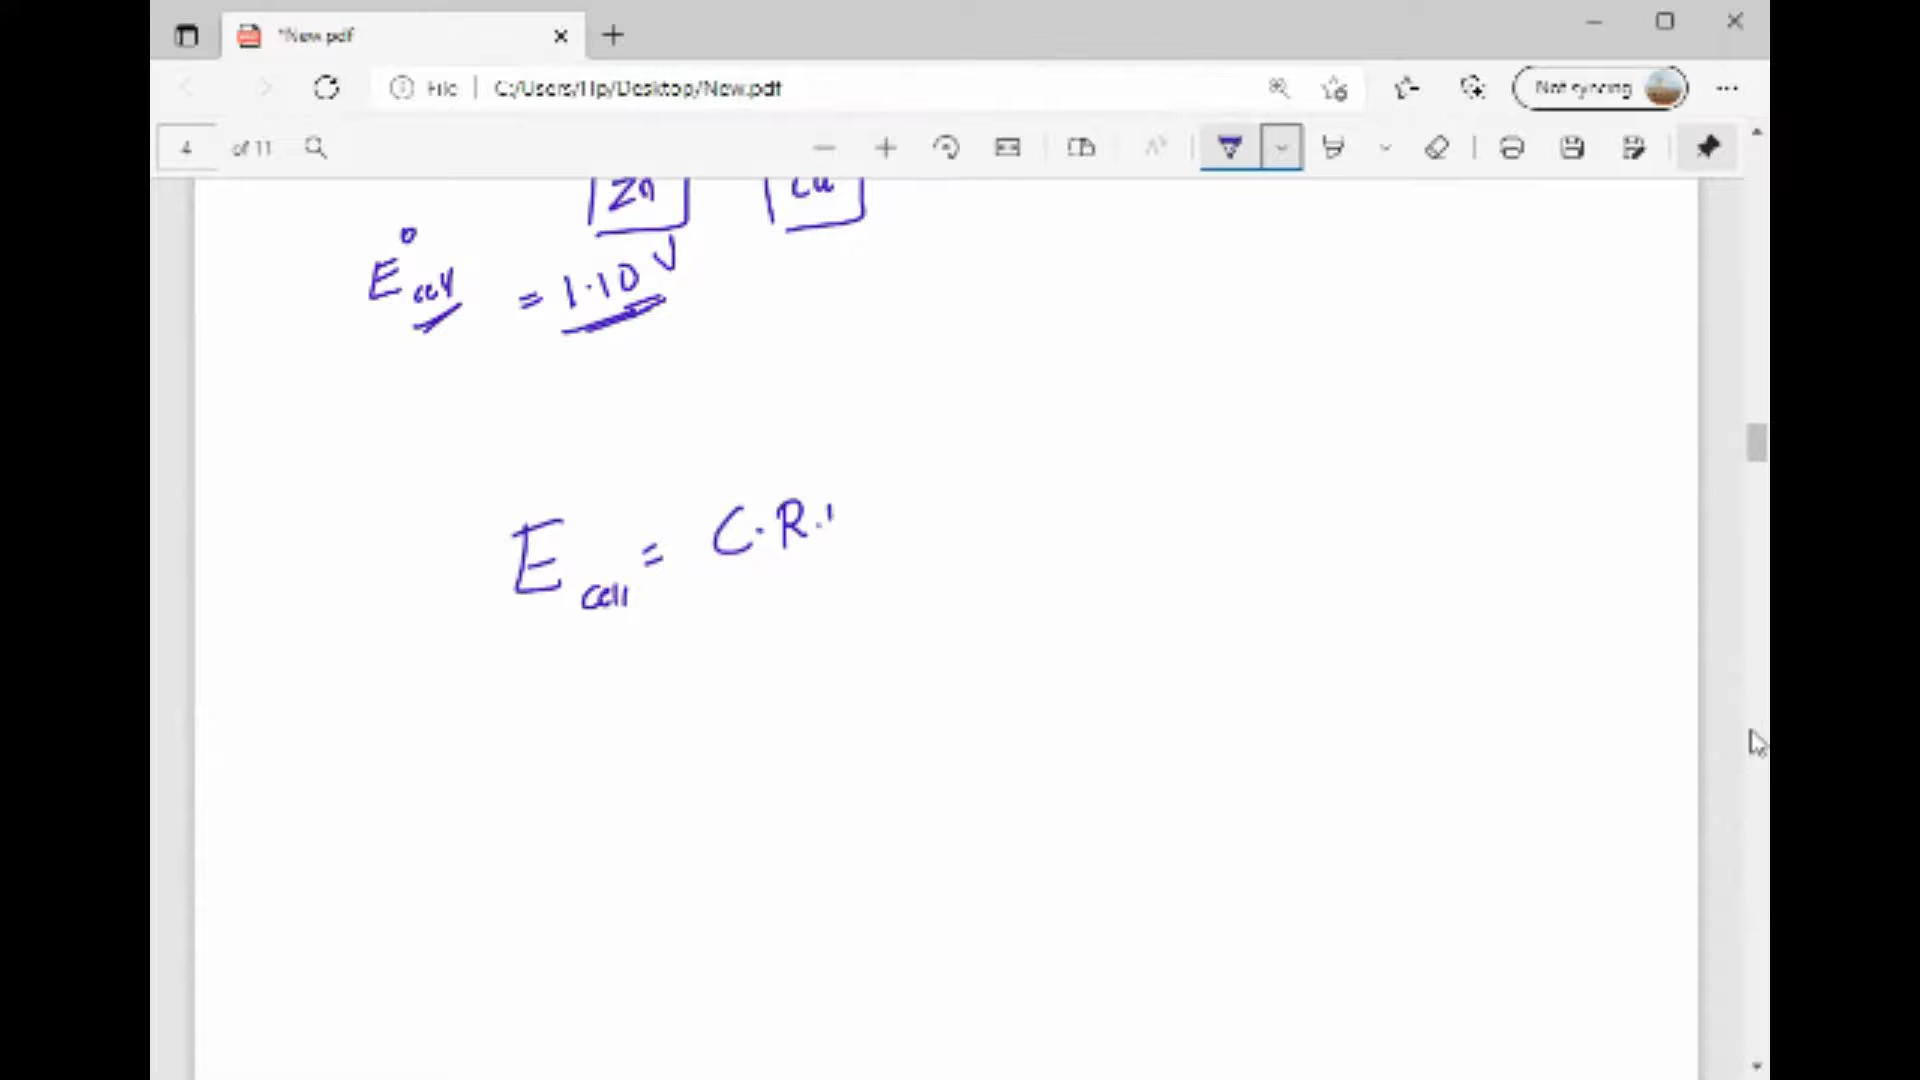 *New.pdf
File | C:/Users/Hp/Desktop/New.pdf
Not syncing
4 of 11
Zn Cu
E°cell = 1.10 V
Ecell = C.R.